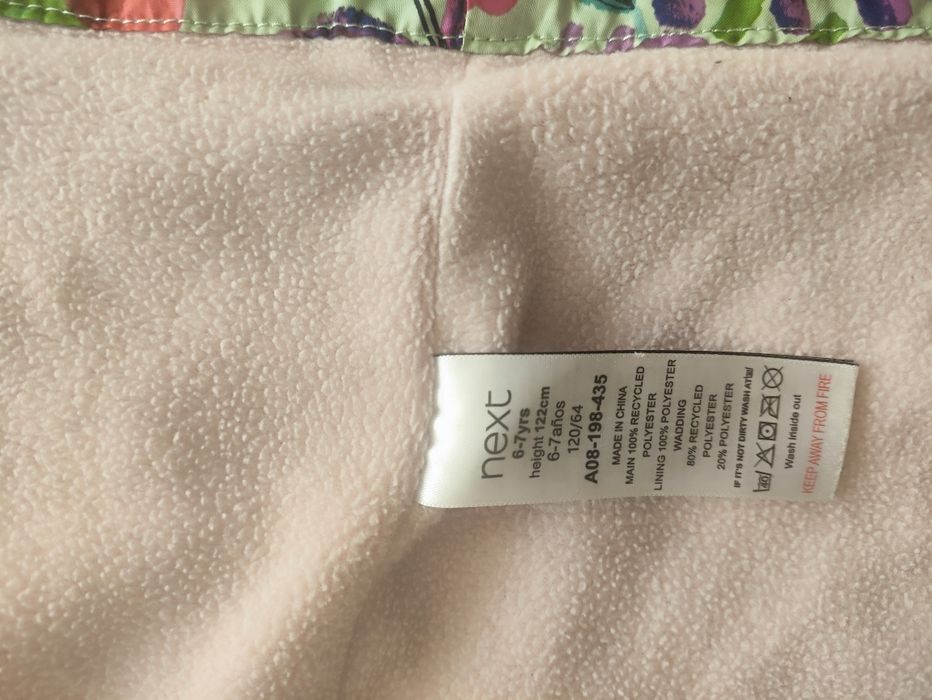 next
6-7yrs
height 122cm
6-7años
120/64
A08-198-435
MADE IN CHINA
MAIN 100% RECYCLED
POLYESTER
LINING 100% POLYESTER
WADDING
80% RECYCLED
POLYESTER
20% POLYESTER
IF IT'S NOT DIRTY WASH AT
40
Wash inside out
KEEP AWAY FROM FIRE